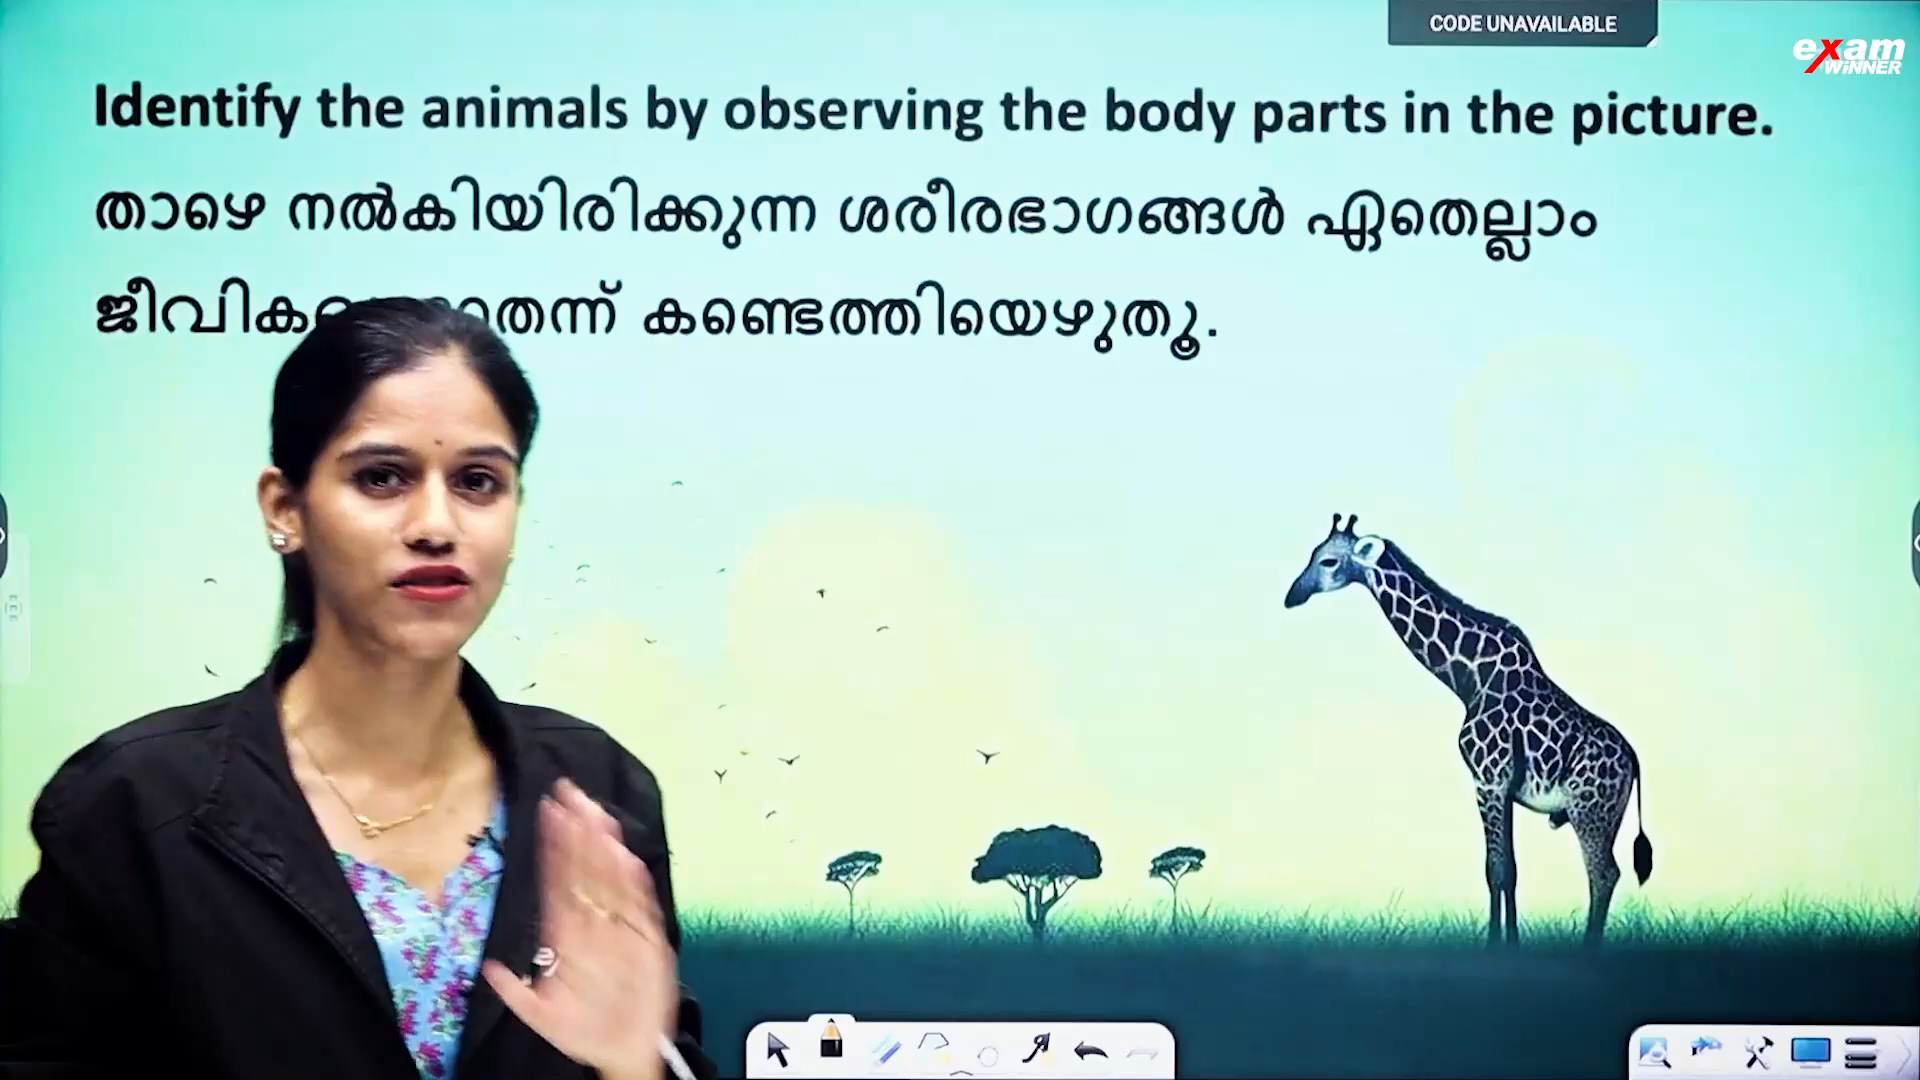 CODE UNAVAILABLE
exam
WINNER
Identify the animals by observing the body parts in the picture.
താഴെ നൽകിയിരിക്കുന്ന ശരീരഭാഗങ്ങൾ ഏതെല്ലാം
കണ്ടെത്തിയെഴുതൂ.